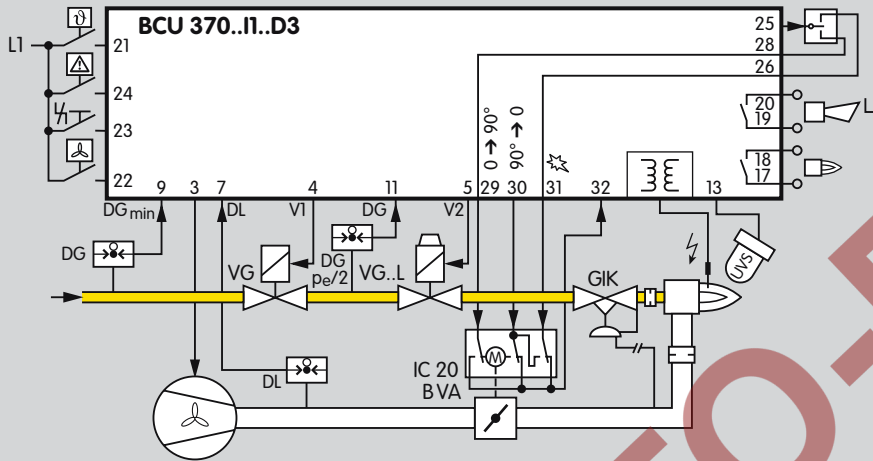 BCU 370..I1..D3
ϑ
L1
21
24
23
22
25
28
26
20
19
L
18
17
0 → 90°
90° → 0
9
3
7
4
11
5
29
30
31
32
13
DG min
DL
V1
DG
V2
DG
VG
DG
pe/2
VG..L
GIK
UVS
M
IC 20
BVA
DL